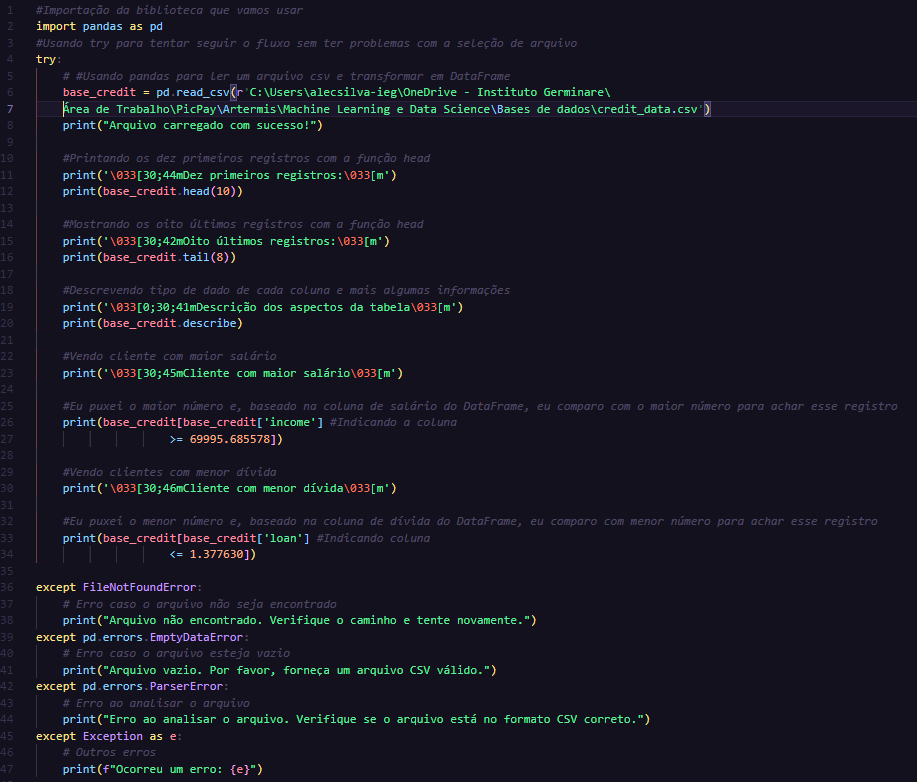 1 #Importação da biblioteca que vamos usar
2 import pandas as pd
3 #Usando try para tentar seguir o fluxo sem ter problemas com a seleção de arquivo
4 try:
5     # #Usando pandas para ler um arquivo csv e transformar em DataFrame
6     base_credit = pd.read_csv(r'C:\Users\alecsilva-ieg\OneDrive - Instituto Germinare\
7     Área de Trabalho\PicPay\Artermis\Machine Learning e Data Science\Bases de dados\credit_data.csv')
8     print("Arquivo carregado com sucesso!")
9
10     #Printando os dez primeiros registros com a função head
11     print('\033[30;44mDez primeiros registros:\033[m')
12     print(base_credit.head(10))
13
14     #Mostrando os oito últimos registros com a função head
15     print('\033[30;42mOito últimos registros:\033[m')
16     print(base_credit.tail(8))
17
18     #Descrevendo tipo de dado de cada coluna e mais algumas informações
19     print('\033[0;30;41mDescrição dos aspectos da tabela\033[m')
20     print(base_credit.describe)
21
22     #Vendo cliente com maior salário
23     print('\033[30;45mCliente com maior salário\033[m')
24
25     #Eu puxei o maior número e, baseado na coluna de salário do DataFrame, eu comparo com o maior número para achar esse registro
26     print(base_credit[base_credit['income'] #Indicando a coluna
27                     >= 69995.685578])
28
29     #Vendo clientes com menor dívida
30     print('\033[30;46mCliente com menor dívida\033[m')
31
32     #Eu puxei o menor número e, baseado na coluna de dívida do DataFrame, eu comparo com menor número para achar esse registro
33     print(base_credit[base_credit['loan'] #Indicando coluna
34                     <= 1.377630])
35
36 except FileNotFoundError:
37     # Erro caso o arquivo não seja encontrado
38     print("Arquivo não encontrado. Verifique o caminho e tente novamente.")
39 except pd.errors.EmptyDataError:
40     # Erro caso o arquivo esteja vazio
41     print("Arquivo vazio. Por favor, forneça um arquivo CSV válido.")
42 except pd.errors.ParserError:
43     # Erro ao analisar o arquivo
44     print("Erro ao analisar o arquivo. Verifique se o arquivo está no formato CSV correto.")
45 except Exception as e:
46     # Outros erros
47     print(f"Ocorreu um erro: {e}")